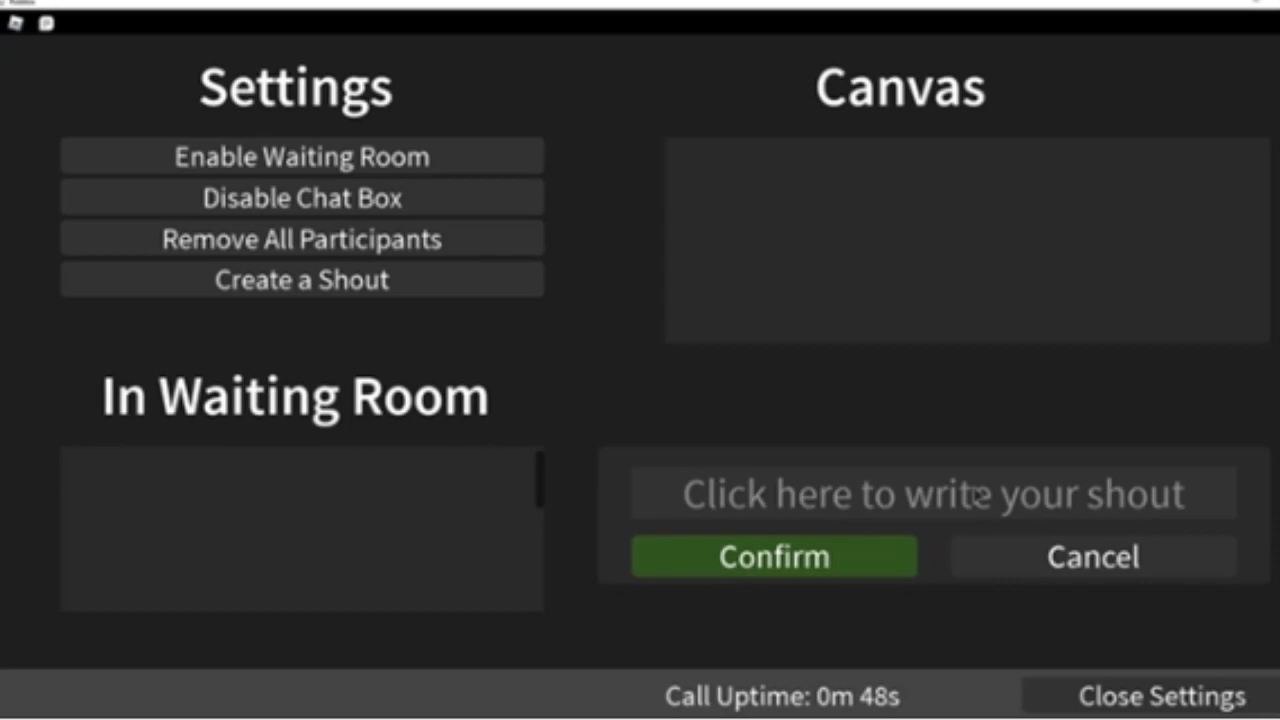 Settings
Enable Waiting Room
Disable Chat Box
Remove All Participants
Create a Shout
In Waiting Room
Canvas
Click here to write your shout
Confirm
Cancel
Call Uptime: 0m 48s
Close Settings